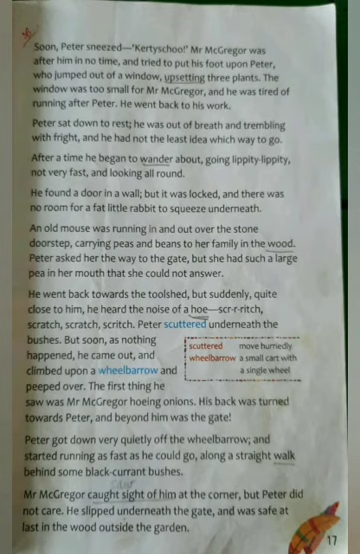 Soon, Peter sneezed—'Kertyschoo!' Mr McGregor was
after him in no time, and tried to put his foot upon Peter,
who jumped out of a window, upsetting three plants. The
window was too small for Mr McGregor, and he was tired of
running after Peter. He went back to his work.
Peter sat down to rest; he was out of breath and trembling
with fright, and he had not the least idea which way to go.
After a time he began to wander about, going lippity-lippity,
not very fast, and looking all round.
He found a door in a wall; but it was locked, and there was
no room for a fat little rabbit to squeeze underneath.
An old mouse was running in and out over the stone
doorstep, carrying peas and beans to her family in the wood.
Peter asked her the way to the gate, but she had such a large
pea in her mouth that she could not answer.
He went back towards the toolshed, but suddenly, quite
close to him, he heard the noise of a hoe—scr-r-ritch,
scratch, scratch, scritch. Peter scuttered underneath the
bushes. But soon, as nothing
happened, he came out, and
climbed upon a wheelbarrow and
peeped over. The first thing he
scuttered move hurriedly
wheelbarrow a small cart with
a single wheel
saw was Mr McGregor hoeing onions. His back was turned
towards Peter, and beyond him was the gate!
Peter got down very quietly off the wheelbarrow; and
started running as fast as he could go, along a straight walk
behind some black-currant bushes.
Mr McGregor caught sight of him at the corner, but Peter did
not care. He slipped underneath the gate, and was safe at
last in the wood outside the garden.
17